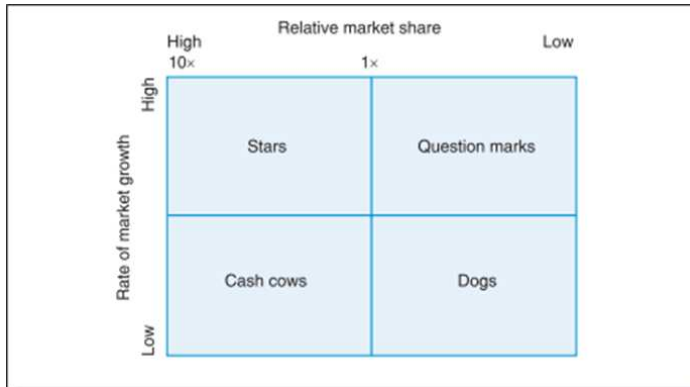 Relative market share
High
Low
10×
1×
High
Rate of market growth
Low
Stars
Question marks
Cash cows
Dogs